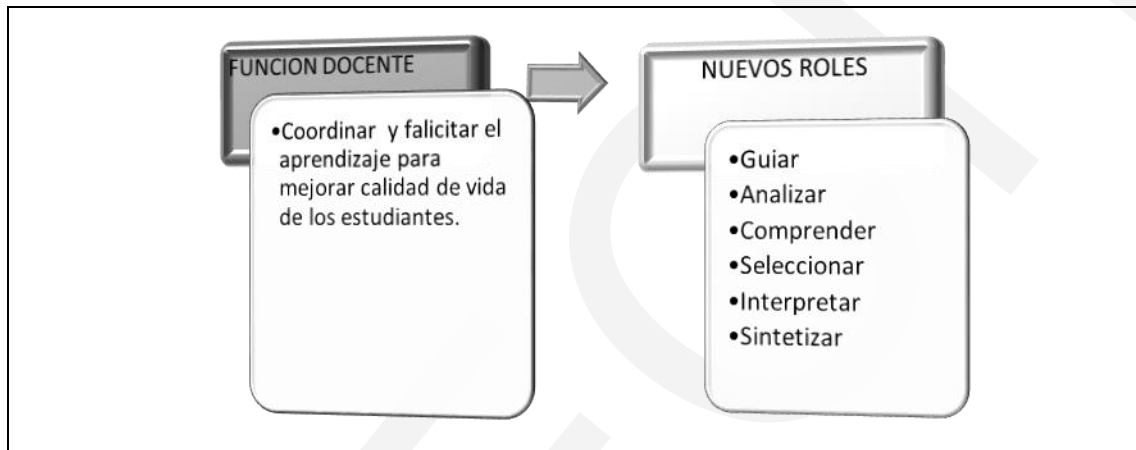 FUNCION DOCENTE
•Coordinar y falicitar el
aprendizaje para
mejorar calidad de vida
de los estudiantes.
NUEVOS ROLES
•Guiar
•Analizar
•Comprender
•Seleccionar
•Interpretar
•Sintetizar